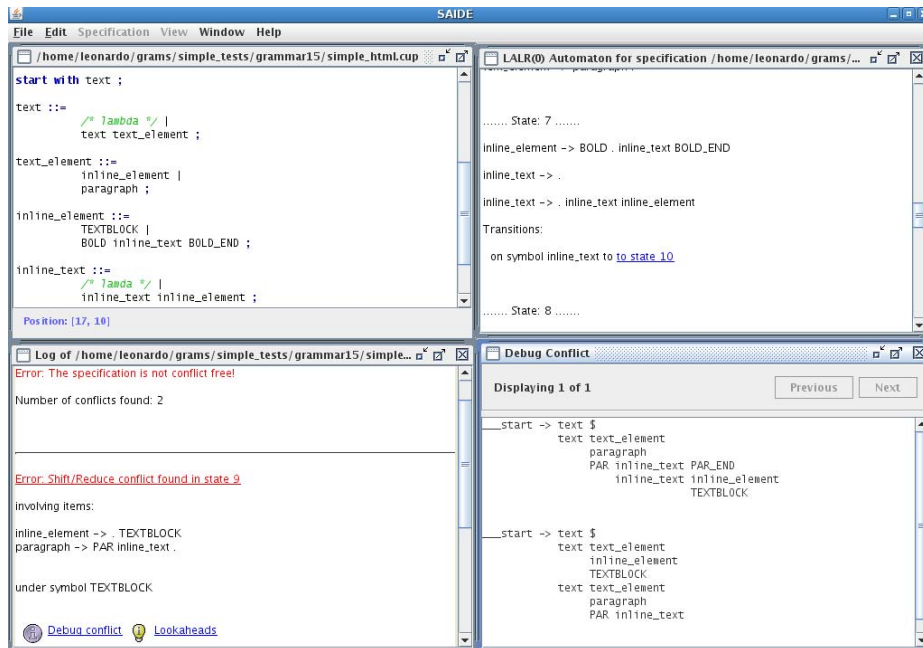 SAIDE
File Edit Specification View Window Help
/home/leonardo/grams/simple_tests/grammar15/simple_html.cup
start with text ;
text ::=
/* lambda */ |
text text_element ;
text_element ::=
inline_element |
paragraph ;
inline_element ::=
TEXTBLOCK |
BOLD inline_text BOLD_END ;
inline_text ::=
/* lamda */ |
inline_text inline_element ;
Position: [17, 10]
LALR(0) Automaton for specification /home/leonardo/grams/...
....... State: 7 .......
inline_element -> BOLD . inline_text BOLD_END
inline_text -> .
inline_text -> . inline_text inline_element
Transitions:
on symbol inline_text to to state 10
....... State: 8 .......
Log of /home/leonardo/grams/simple_tests/grammar15/simple...
Error: The specification is not conflict free!
Number of conflicts found: 2
Error: Shift/Reduce conflict found in state 9
involving items:
inline_element -> . TEXTBLOCK
paragraph -> PAR inline_text .
under symbol TEXTBLOCK
Debug conflict Lookaheads
Debug Conflict
Displaying 1 of 1
Previous Next
___start -> text $
text text_element
paragraph
PAR inline_text PAR_END
inline_text inline_element
TEXTBLOCK
___start -> text $
text text_element
inline_element
TEXTBLOCK
text text_element
paragraph
PAR inline_text